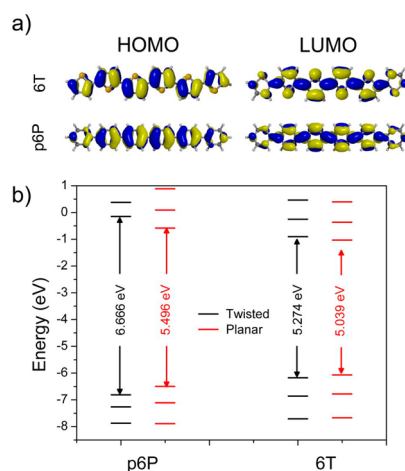 a)
HOMO
LUMO
6T
p6P
b)
Energy (eV)
1
0
-1
-2
-3
-4
-5
-6
-7
-8
6.666 eV
5.496 eV
Twisted
Planar
5.274 eV
5.039 eV
p6P
6T